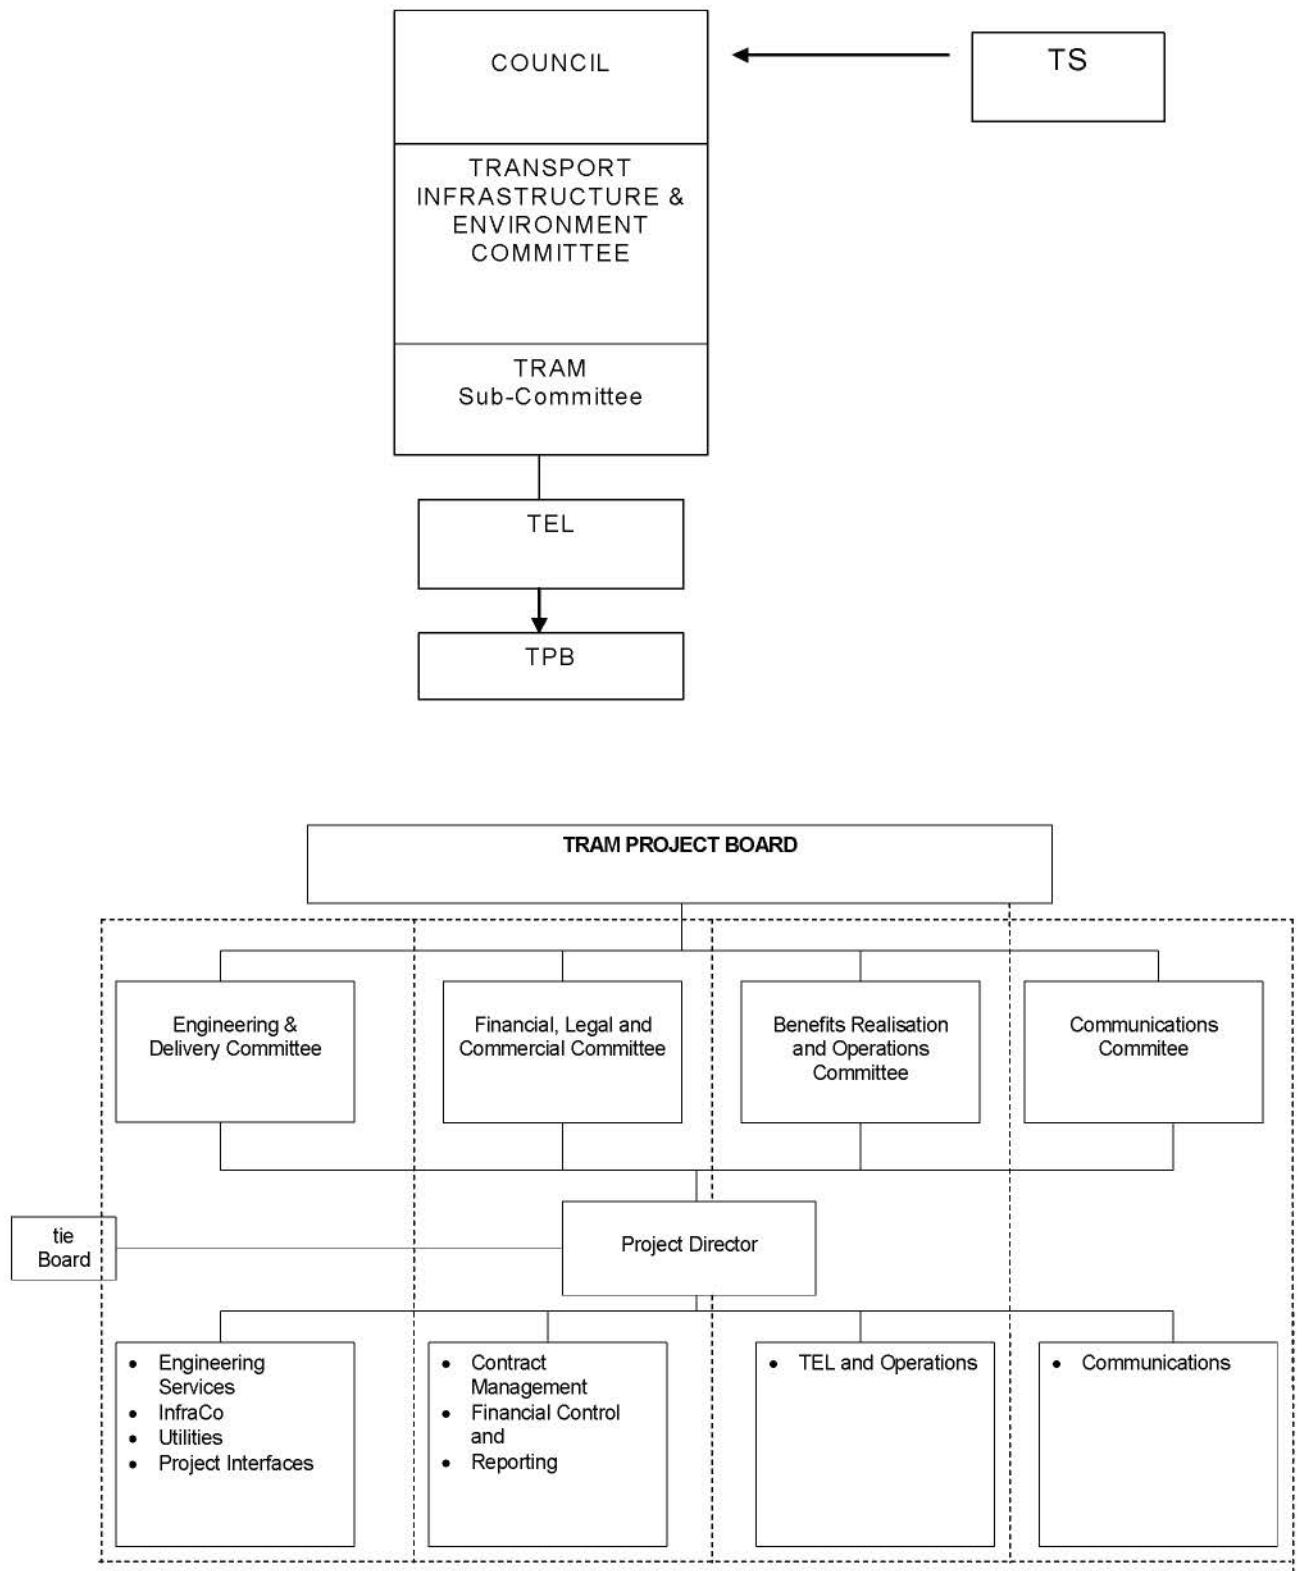 COUNCIL
TS
TRANSPORT
INFRASTRUCTURE &
ENVIRONMENT
COMMITTEE
TRAM
Sub-Committee
TEL
TPB
TRAM PROJECT BOARD
Engineering &
Delivery Committee
Financial, Legal and
Commercial Committee
Benefits Realisation
and Operations
Committee
Communications
Commitee
tie
Board
Project Director
• Engineering
Services
• InfraCo
• Utilities
• Project Interfaces
• Contract
Management
• Financial Control
and
• Reporting
• TEL and Operations
• Communications